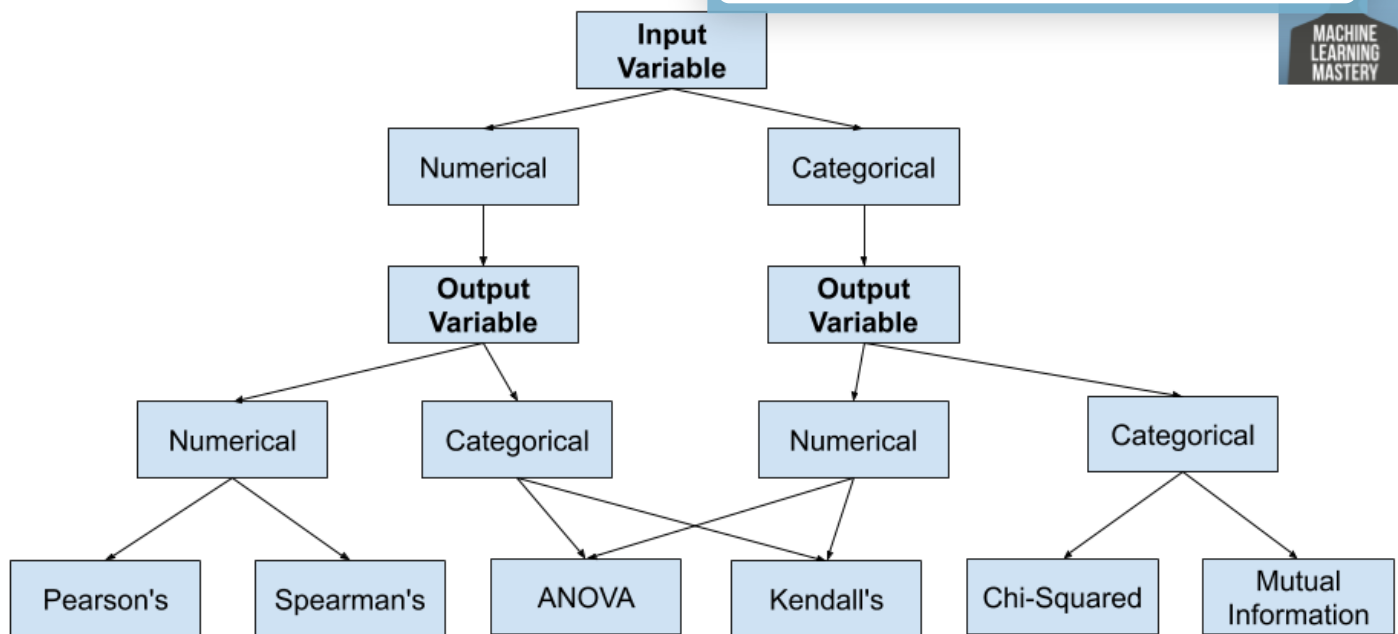 Input
Variable
MACHINE
LEARNING
MASTERY
Numerical
Categorical
Output
Variable
Output
Variable
Numerical
Categorical
Numerical
Categorical
Pearson's
Spearman's
ANOVA
Kendall's
Chi-Squared
Mutual
Information